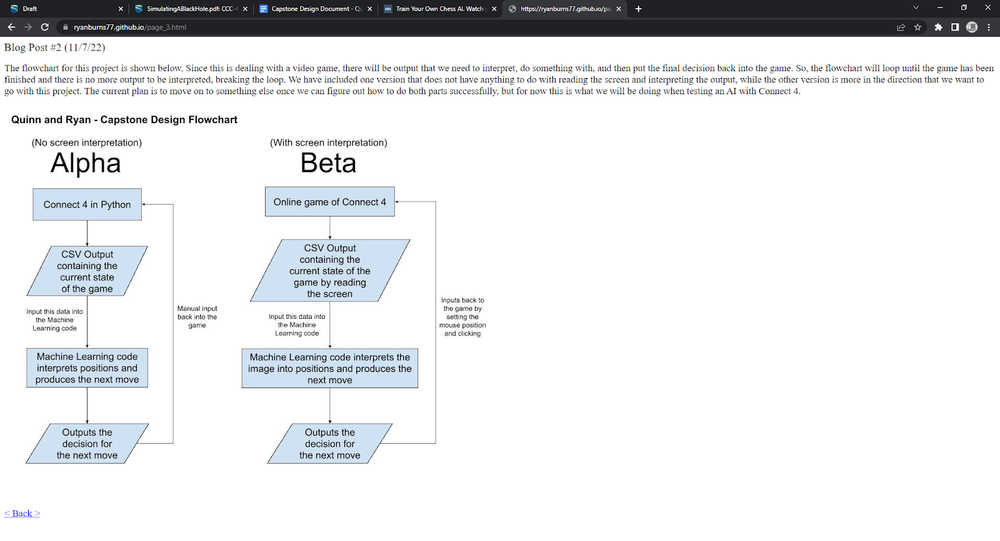 Draft
SimulatingABlackHole.pdf: CCC-4
Capstone Design Document - Qu
tds Train Your Own Chess AI. Watch
https://ryanburns77.github.io/pa
ryanburns77.github.io/page_3.html
Blog Post #2 (11/7/22)
The flowchart for this project is shown below. Since this is dealing with a video game, there will be output that we need to interpret, do something with, and then put the final decision back into the game. So, the flowchart will loop until the game has been
finished and there is no more output to be interpreted, breaking the loop. We have included one version that does not have anything to do with reading the screen and interpreting the output, while the other version is more in the direction that we want to
go with this project. The current plan is to move on to something else once we can figure out how to do both parts successfully, but for now this is what we will be doing when testing an AI with Connect 4.
Quinn and Ryan - Capstone Design Flowchart
(No screen interpretation)
Alpha
Connect 4 in Python
CSV Output
containing the
current state
of the game
Input this data into
the Machine
Learning code
Manual input
back into the
game
Machine Learning code
interprets positions and
produces the next move
Outputs the
decision for
the next move
(With screen interpretation)
Beta
Online game of Connect 4
CSV Output
containing the
current state of the
game by reading
the screen
Input this data into
the Machine
Learning code
Inputs back to
the game by
setting the
mouse position
and clicking
Machine Learning code interprets the
image into positions and produces the
next move
Outputs the
decision for
the next move
< Back >